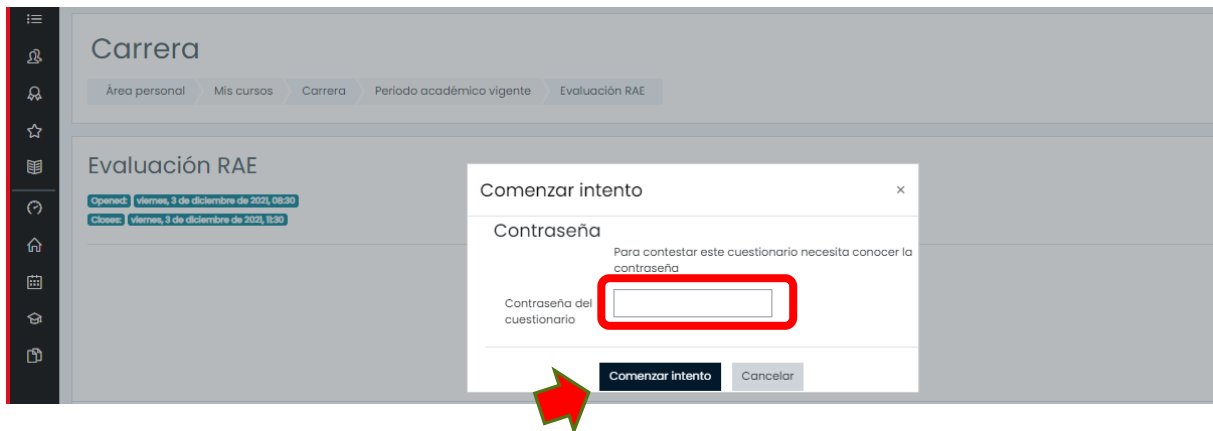 Carrera
Área personal Mis cursos Carrera Periodo académico vigente Evaluación RAE
Evaluación RAE
Opened: viernes, 3 de diciembre de 2021, 08:30
Closes: viernes, 3 de diciembre de 2021, 11:30
Comenzar intento ×
Contraseña
Para contestar este cuestionario necesita conocer la
contraseña
Contraseña del
cuestionario
Comenzar intento Cancelar